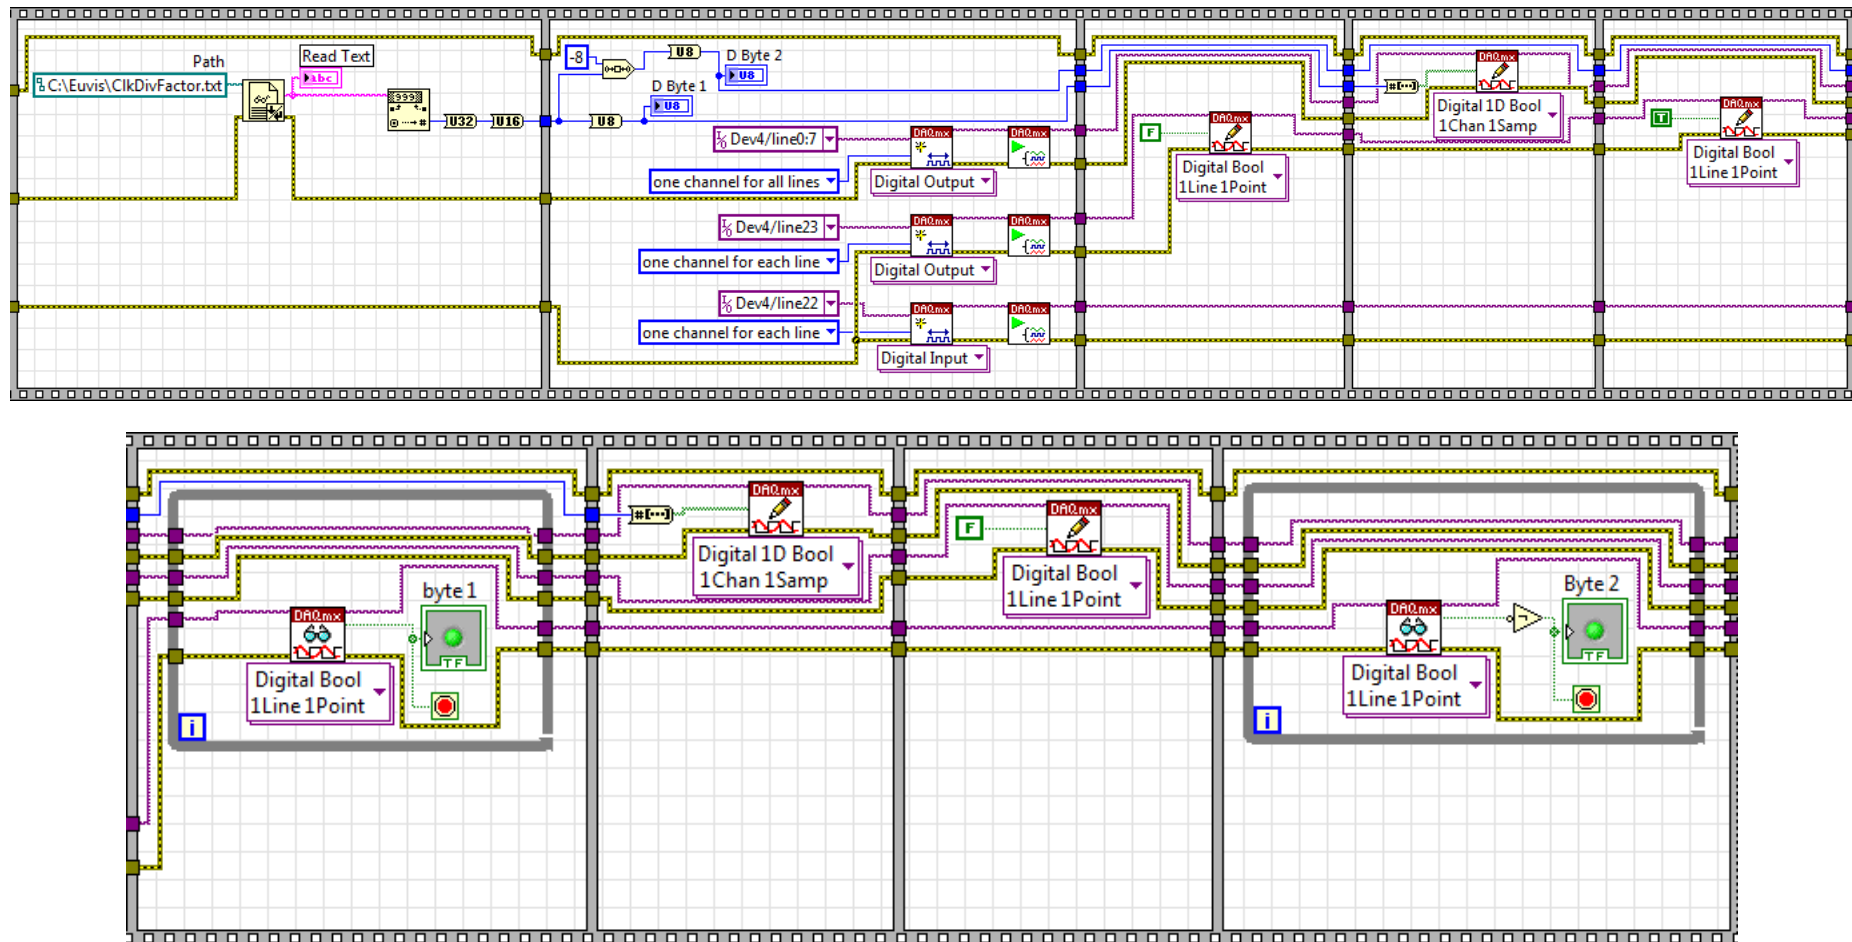 Path
C:\Euvis\ClkDivFactor.txt
Read Text
abc
999
U32
U16
-8
U8
D Byte 2
U8
D Byte 1
U8
U8
Dev4/line0:7
one channel for all lines
DAQmx
Digital Output
DAQmx
Dev4/line23
one channel for each line
DAQmx
Digital Output
DAQmx
Dev4/line22
one channel for each line
DAQmx
Digital Input
DAQmx
F
DAQmx
Digital Bool
1Line 1Point
DAQmx
Digital 1D Bool
1Chan 1Samp
T
DAQmx
Digital Bool
1Line 1Point
DAQmx
Digital Bool
1Line 1Point
byte 1
TF
i
DAQmx
Digital 1D Bool
1Chan 1Samp
F
DAQmx
Digital Bool
1Line 1Point
DAQmx
Digital Bool
1Line 1Point
Byte 2
TF
i